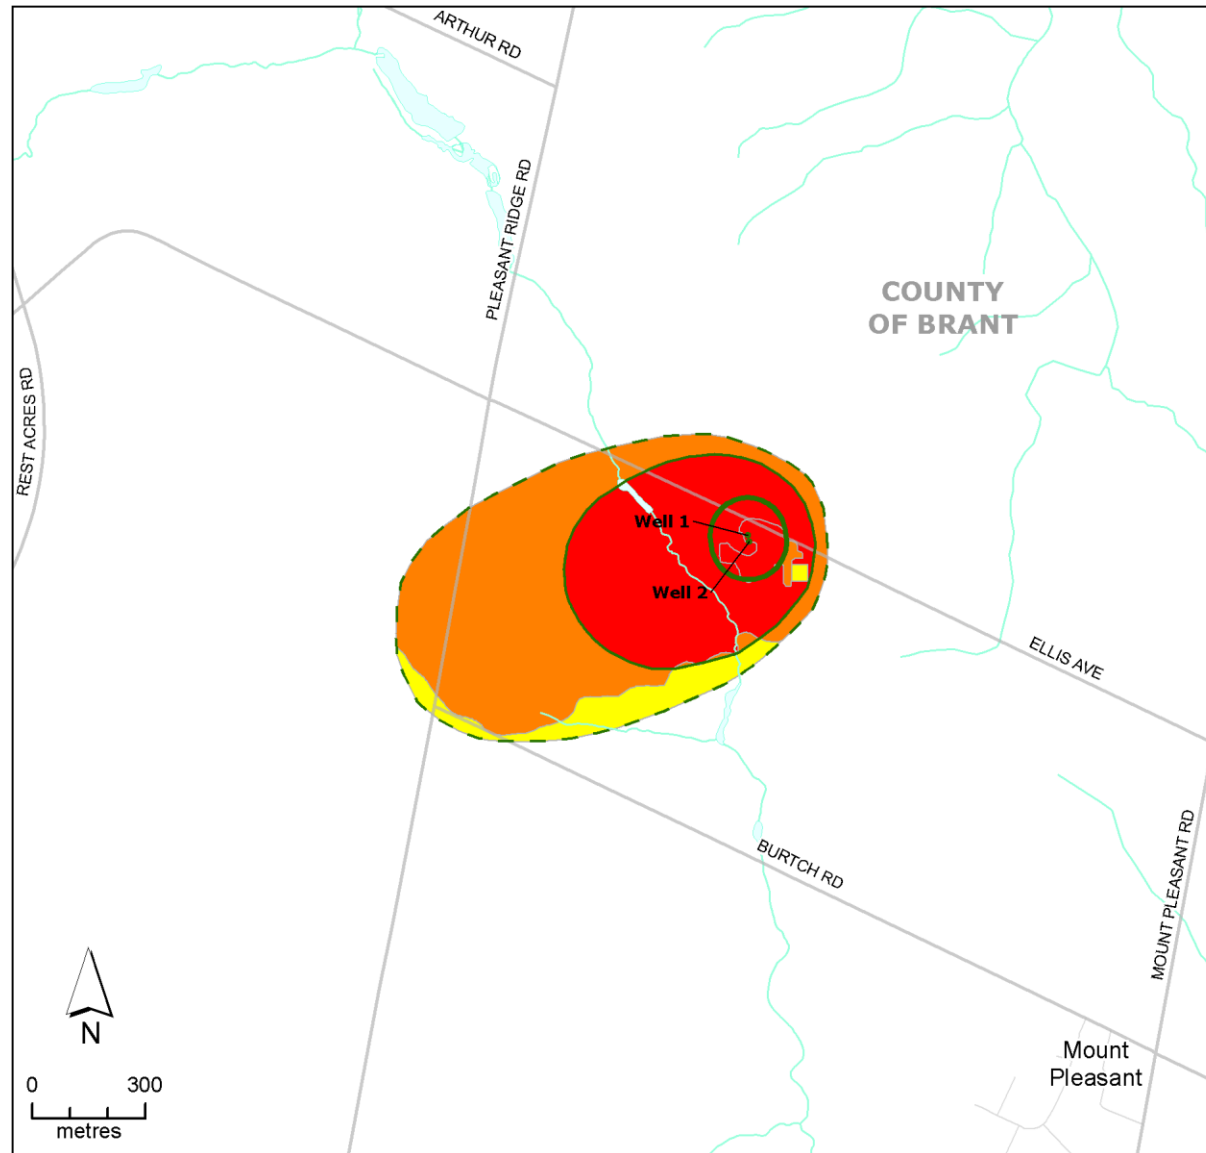 ARTHUR RD
PLEASANT RIDGE RD
COUNTY
OF BRANT
REST ACRES RD
Well 1
Well 2
ELLIS AVE
BURTCH RD
MOUNT PLEASANT RD
N
Mount
Pleasant
0 300
metres